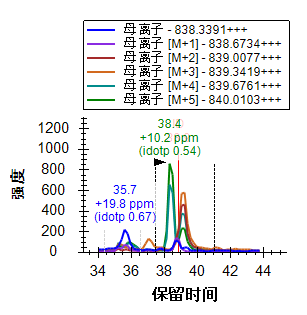 母离子 - 838.3391+++
母离子 [M+1] - 838.6734+++
母离子 [M+2] - 839.0077+++
母离子 [M+3] - 839.3419+++
母离子 [M+4] - 839.6761+++
母离子 [M+5] - 840.0103+++
38.4
+10.2 ppm
(idotp 0.54)
35.7
+19.8 ppm
(idotp 0.67)
强度
1200
1000
800
600
400
200
0
34 36 38 40 42 44
保留时间